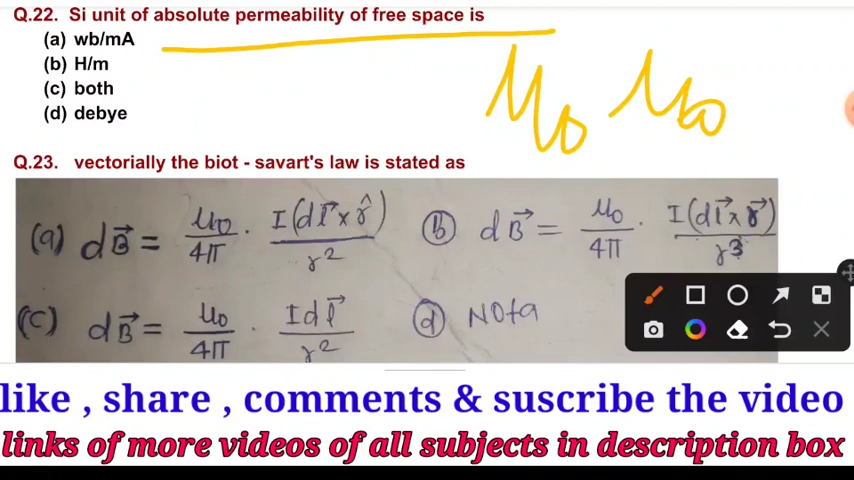 Q.22. Si unit of absolute permeability of free space is
(a) wb/mA
(b) H/m
(c) both
(d) debye
μ₀ μ₀
Q.23. vectorially the biot - savart's law is stated as
(a) dB⃗ = μ₀/4π · I(dl⃗ x r̂)/r² (b) dB⃗ = μ₀/4π · I(dl⃗ x r⃗)/r³
(c) dB⃗ = μ₀/4π · Idl⃗/r² (d) NOta
like , share , comments & suscribe the video
links of more videos of all subjects in description box